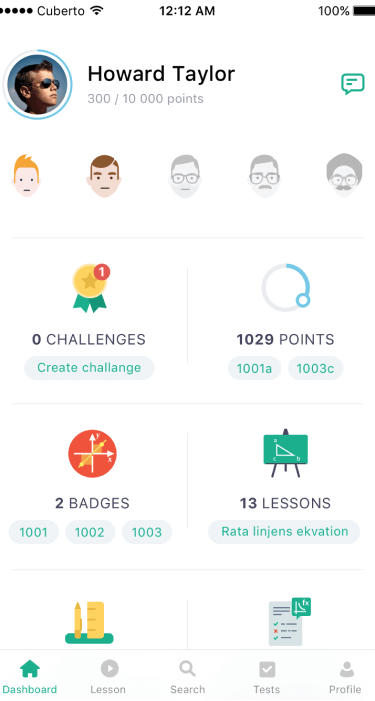 Cuberto 12:12 AM 100%
Howard Taylor
300 / 10 000 points
1
0 CHALLENGES
Create challange
1029 POINTS
1001a 1003c
y
x
2 BADGES
1001 1002 1003
a
c b
13 LESSONS
Rata linjens ekvation
fx
Dashboard Lesson Search Tests Profile